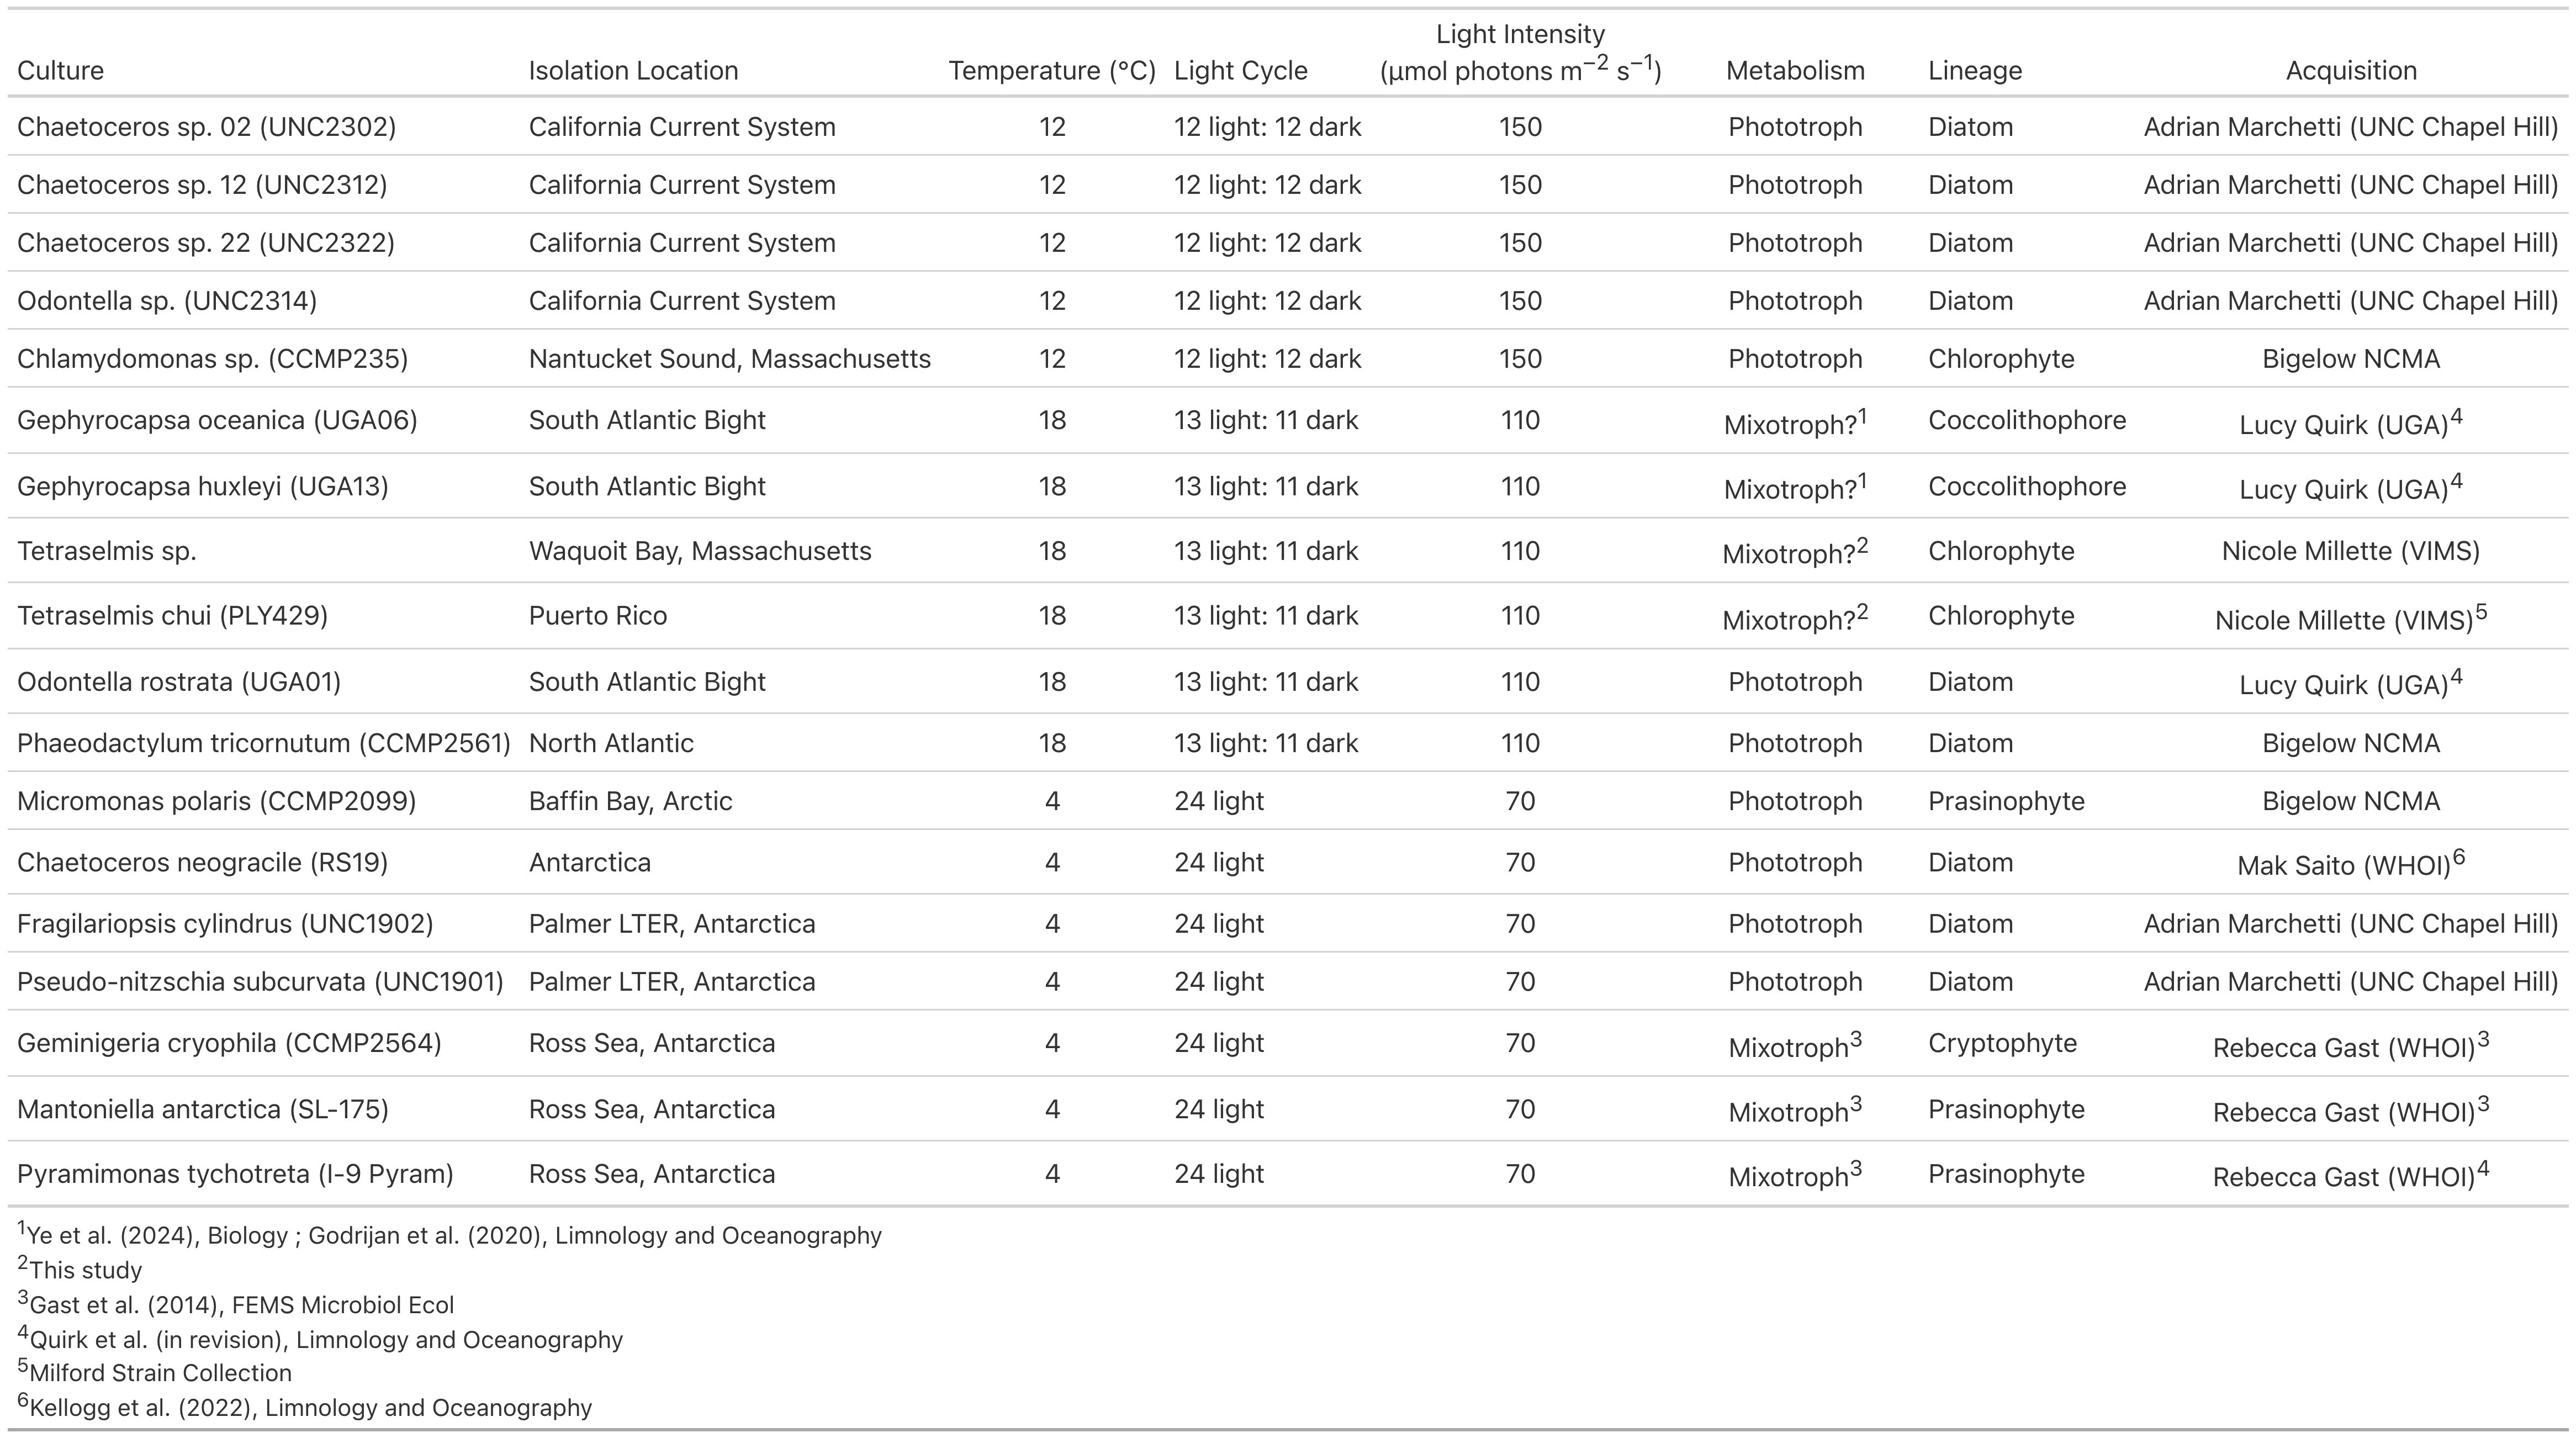 Light Intensity
Culture Isolation Location Temperature (°C) Light Cycle (µmol photons m⁻² s⁻¹) Metabolism Lineage Acquisition
Chaetoceros sp. 02 (UNC2302) California Current System 12 12 light: 12 dark 150 Phototroph Diatom Adrian Marchetti (UNC Chapel Hill)
Chaetoceros sp. 12 (UNC2312) California Current System 12 12 light: 12 dark 150 Phototroph Diatom Adrian Marchetti (UNC Chapel Hill)
Chaetoceros sp. 22 (UNC2322) California Current System 12 12 light: 12 dark 150 Phototroph Diatom Adrian Marchetti (UNC Chapel Hill)
Odontella sp. (UNC2314) California Current System 12 12 light: 12 dark 150 Phototroph Diatom Adrian Marchetti (UNC Chapel Hill)
Chlamydomonas sp. (CCMP235) Nantucket Sound, Massachusetts 12 12 light: 12 dark 150 Phototroph Chlorophyte Bigelow NCMA
Gephyrocapsa oceanica (UGA06) South Atlantic Bight 18 13 light: 11 dark 110 Mixotroph?¹ Coccolithophore Lucy Quirk (UGA)⁴
Gephyrocapsa huxleyi (UGA13) South Atlantic Bight 18 13 light: 11 dark 110 Mixotroph?¹ Coccolithophore Lucy Quirk (UGA)⁴
Tetraselmis sp. Waquoit Bay, Massachusetts 18 13 light: 11 dark 110 Mixotroph?² Chlorophyte Nicole Millette (VIMS)
Tetraselmis chui (PLY429) Puerto Rico 18 13 light: 11 dark 110 Mixotroph?² Chlorophyte Nicole Millette (VIMS)⁵
Odontella rostrata (UGA01) South Atlantic Bight 18 13 light: 11 dark 110 Phototroph Diatom Lucy Quirk (UGA)⁴
Phaeodactylum tricornutum (CCMP2561) North Atlantic 18 13 light: 11 dark 110 Phototroph Diatom Bigelow NCMA
Micromonas polaris (CCMP2099) Baffin Bay, Arctic 4 24 light 70 Phototroph Prasinophyte Bigelow NCMA
Chaetoceros neogracile (RS19) Antarctica 4 24 light 70 Phototroph Diatom Mak Saito (WHOI)⁶
Fragilariopsis cylindrus (UNC1902) Palmer LTER, Antarctica 4 24 light 70 Phototroph Diatom Adrian Marchetti (UNC Chapel Hill)
Pseudo-nitzschia subcurvata (UNC1901) Palmer LTER, Antarctica 4 24 light 70 Phototroph Diatom Adrian Marchetti (UNC Chapel Hill)
Geminigeria cryophila (CCMP2564) Ross Sea, Antarctica 4 24 light 70 Mixotroph³ Cryptophyte Rebecca Gast (WHOI)³
Mantoniella antarctica (SL-175) Ross Sea, Antarctica 4 24 light 70 Mixotroph³ Prasinophyte Rebecca Gast (WHOI)³
Pyramimonas tychotreta (I-9 Pyram) Ross Sea, Antarctica 4 24 light 70 Mixotroph³ Prasinophyte Rebecca Gast (WHOI)⁴
¹Ye et al. (2024), Biology ; Godrijan et al. (2020), Limnology and Oceanography
²This study
³Gast et al. (2014), FEMS Microbiol Ecol
⁴Quirk et al. (in revision), Limnology and Oceanography
⁵Milford Strain Collection
⁶Kellogg et al. (2022), Limnology and Oceanography